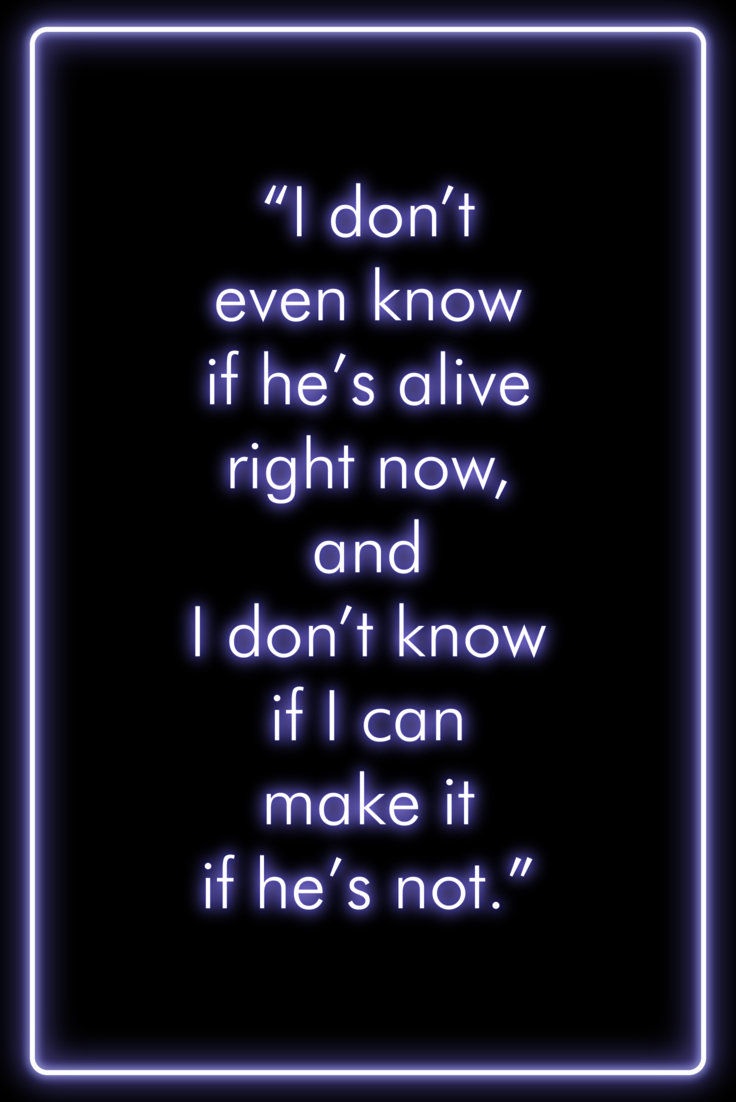 “I don’t
even know
if he’s alive
right now,
and
I don’t know
if I can
make it
if he’s not.”